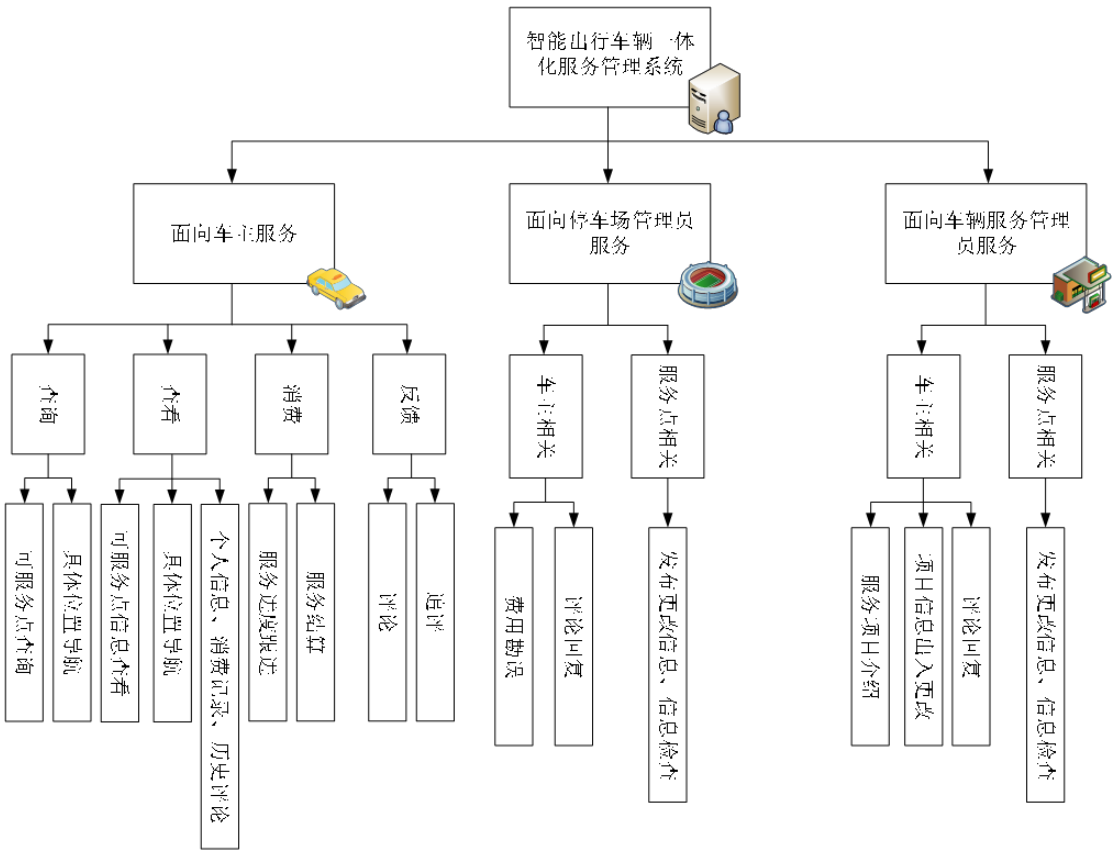 智能出行车辆一体
化服务管理系统
面向车主服务
面向停车场管理员
服务
面向车辆服务管理
员服务
查询
查看
消费
反馈
车主相关
服务点相关
车主相关
服务点相关
可服务点查询
具体位置导航
可服务点信息查看
具体位置导航
个人信息、消费记录、历史评论
服务进度跟进
服务结算
评论
追评
费用勘误
评论回复
发布更改信息、信息检查
服务项目介绍
项目信息出入更改
评论回复
发布更改信息、信息检查